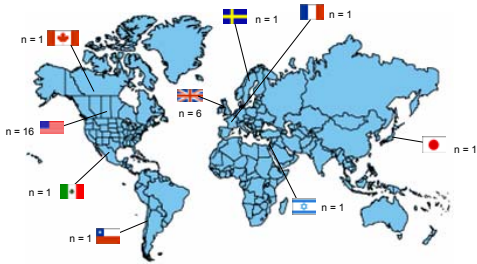 n = 1
n = 1
n = 1
n = 6
n = 16
n = 1
n = 1
n = 1
n = 1